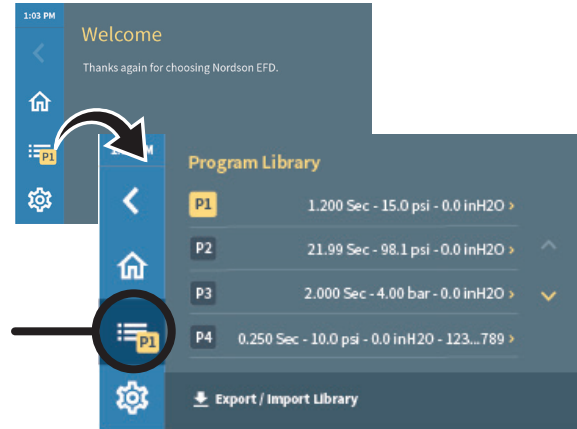 1:03 PM
Welcome
Thanks again for choosing Nordson EFD.
P1
M
Program Library
P1 1.200 Sec - 15.0 psi - 0.0 inH2O >
P2 21.99 Sec - 98.1 psi - 0.0 inH2O >
P3 2.000 Sec - 4.00 bar - 0.0 inH2O >
P4 0.250 Sec - 10.0 psi - 0.0 inH2O - 123...789 >
P1
Export / Import Library